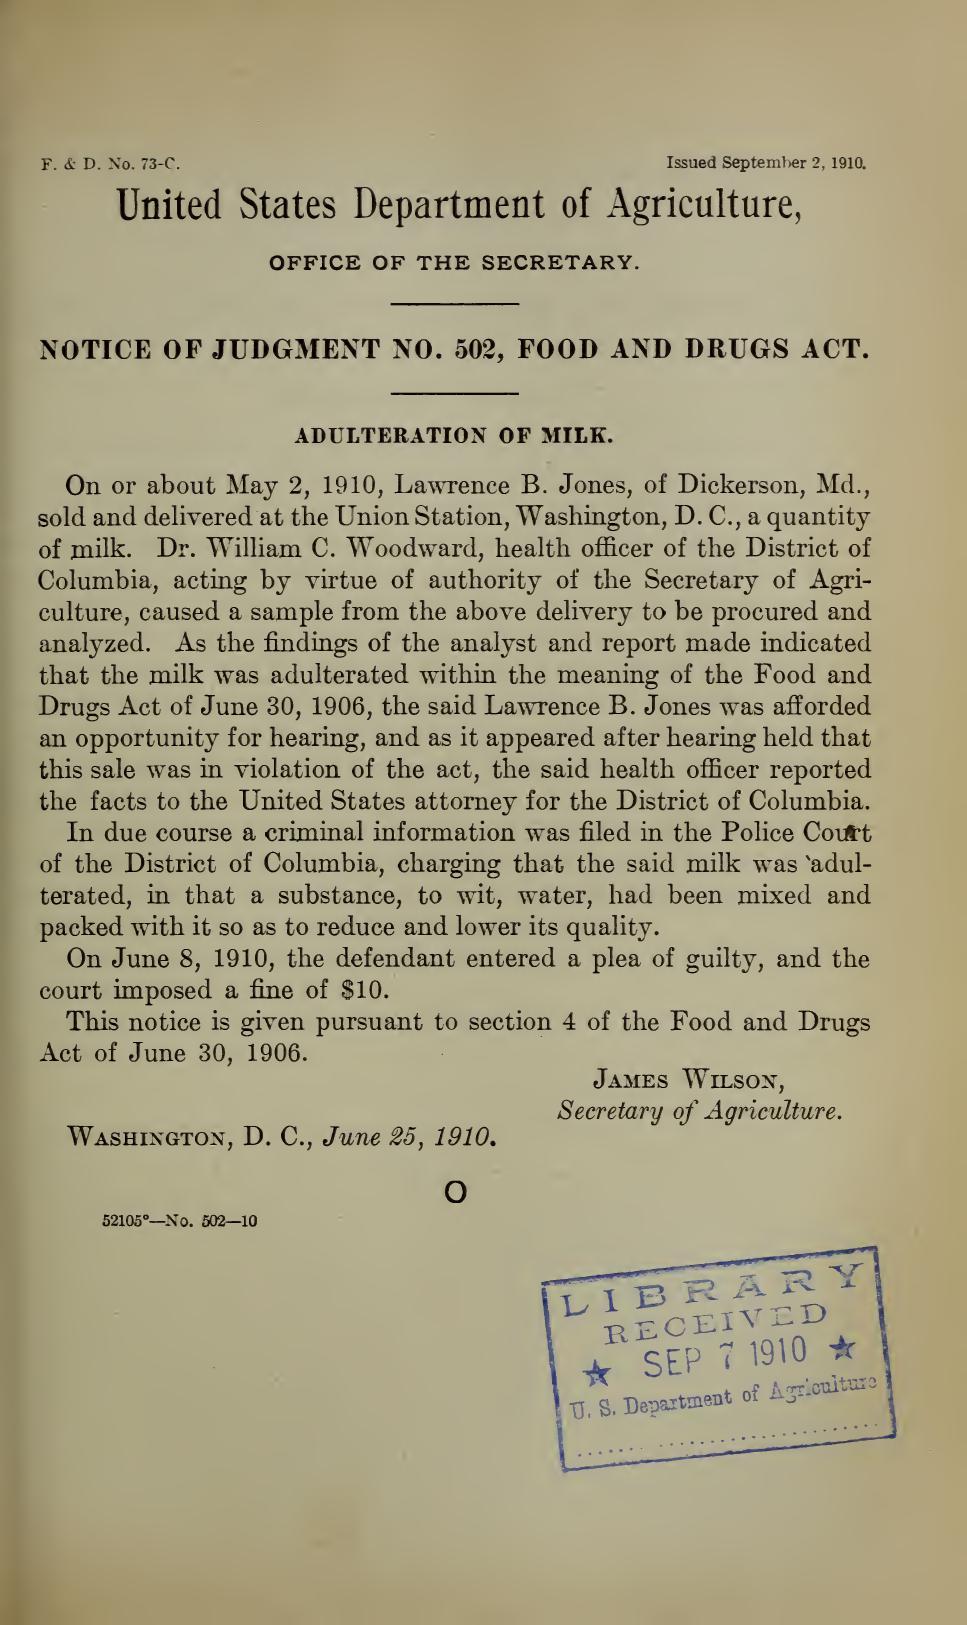 F. & D. No. 73-C.
Issued September 2, 1910.
United States Department of Agriculture,
OFFICE OF THE SECRETARY.
NOTICE OF JUDGMENT NO. 502, FOOD AND DRUGS ACT.
ADULTERATION OF MILK.
On or about May 2, 1910, Lawrence B. Jones, of Dickerson, Md.,
sold and delivered at the Union Station, Washington, D. C., a quantity
of milk. Dr. William C. Woodward, health officer of the District of
Columbia, acting by virtue of authority of the Secretary of Agri-
culture, caused a sample from the above delivery to be procured and
analyzed. As the findings of the analyst and report made indicated
that the milk was adulterated within the meaning of the Food and
Drugs Act of June 30, 1906, the said Lawrence B. Jones was afforded
an opportunity for hearing, and as it appeared after hearing held that
this sale was in violation of the act, the said health officer reported
the facts to the United States attorney for the District of Columbia.
In due course a criminal information was filed in the Police Court
of the District of Columbia, charging that the said milk was adul-
terated, in that a substance, to wit, water, had been mixed and
packed with it so as to reduce and lower its quality.
On June 8, 1910, the defendant entered a plea of guilty, and the
court imposed a fine of $10.
This notice is given pursuant to section 4 of the Food and Drugs
Act of June 30, 1906.
JAMES WILSON,
Secretary of Agriculture.
WASHINGTON, D. C., June 25, 1910.
O
52105°—No. 502—10
LIBRARY
RECEIVED
★ SEP 7 1910 ★
U. S. Department of Agriculture